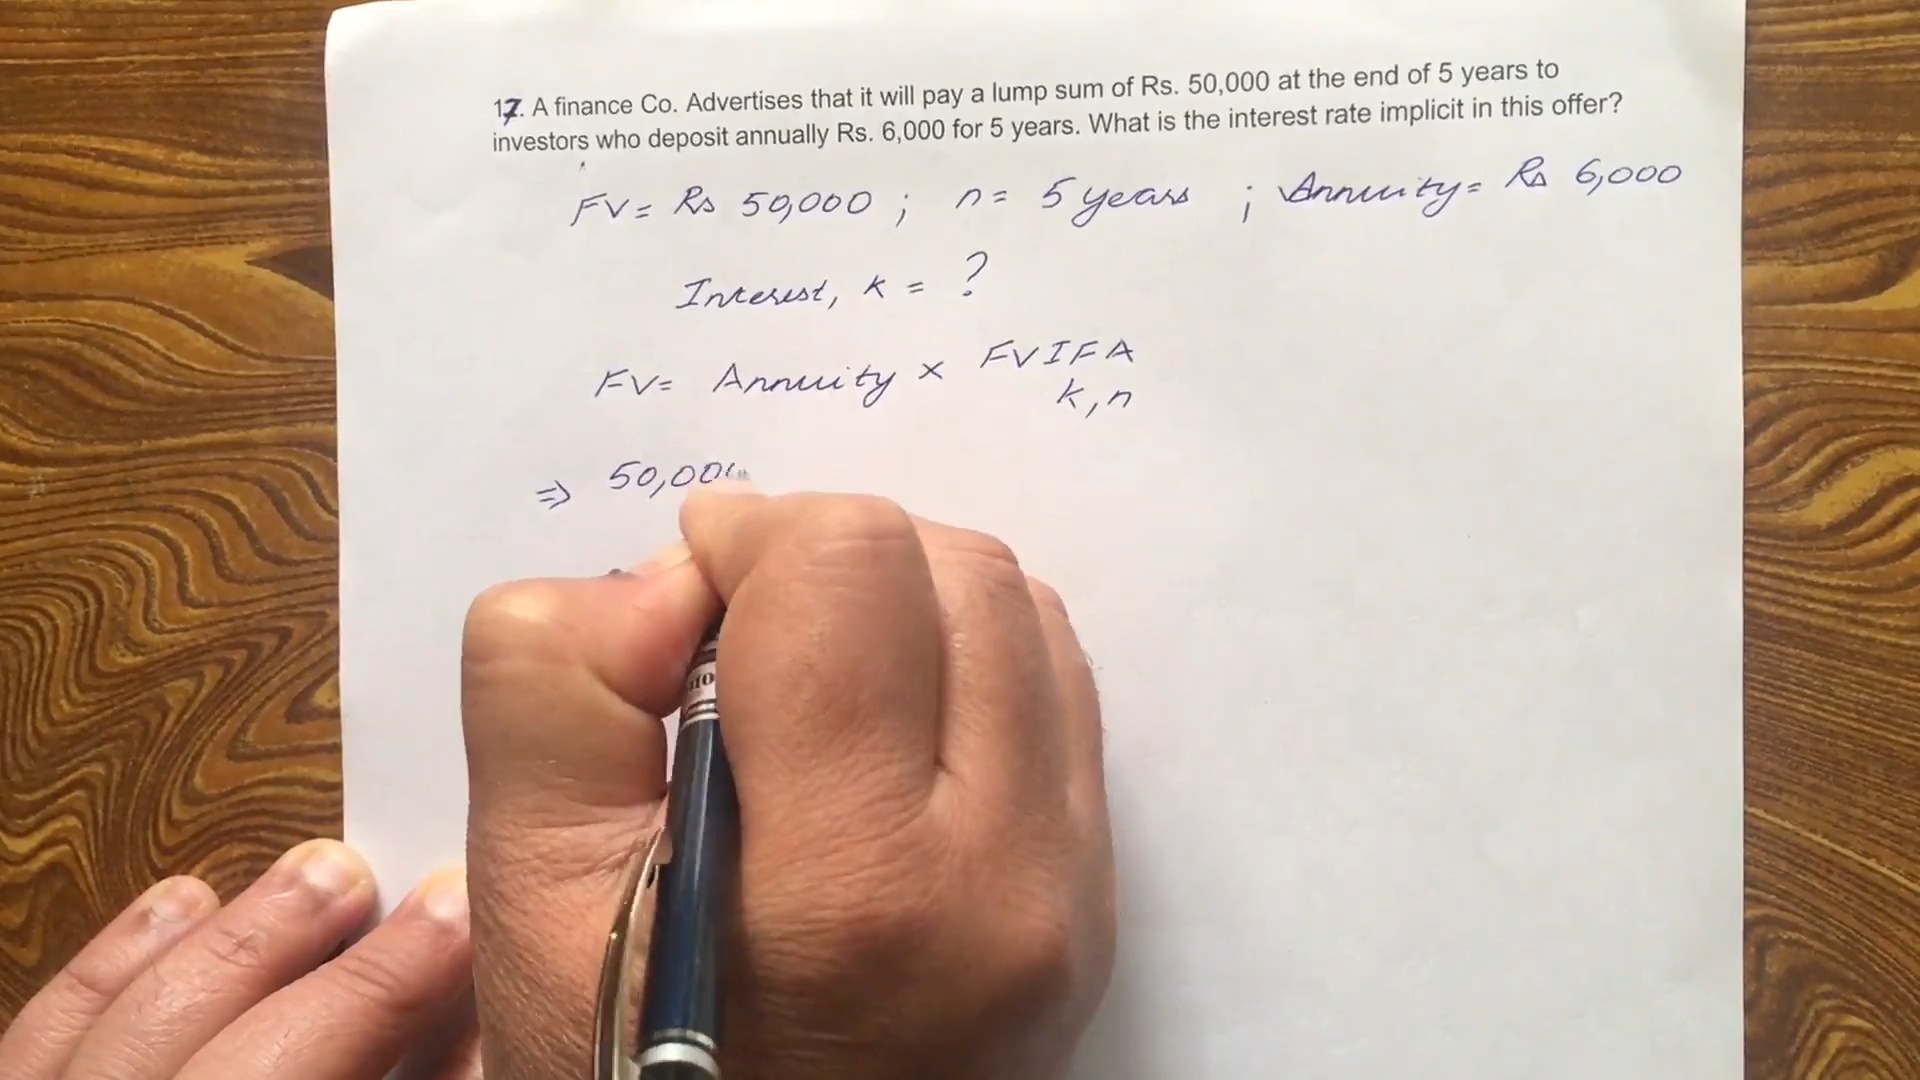 17. A finance Co. Advertises that it will pay a lump sum of Rs. 50,000 at the end of 5 years to
investors who deposit annually Rs. 6,000 for 5 years. What is the interest rate implicit in this offer?
FV= Rs 50,000 ; n= 5 years ; Annuity= Rs 6,000
Interest, k = ?
FV= Annuity × FVIFA
k,n
⇒ 50,000